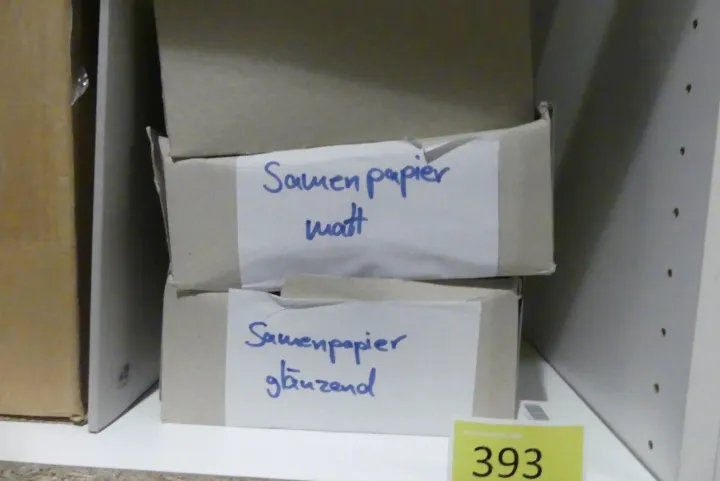 Samenpapier
matt
Samenpapier
glänzend
393